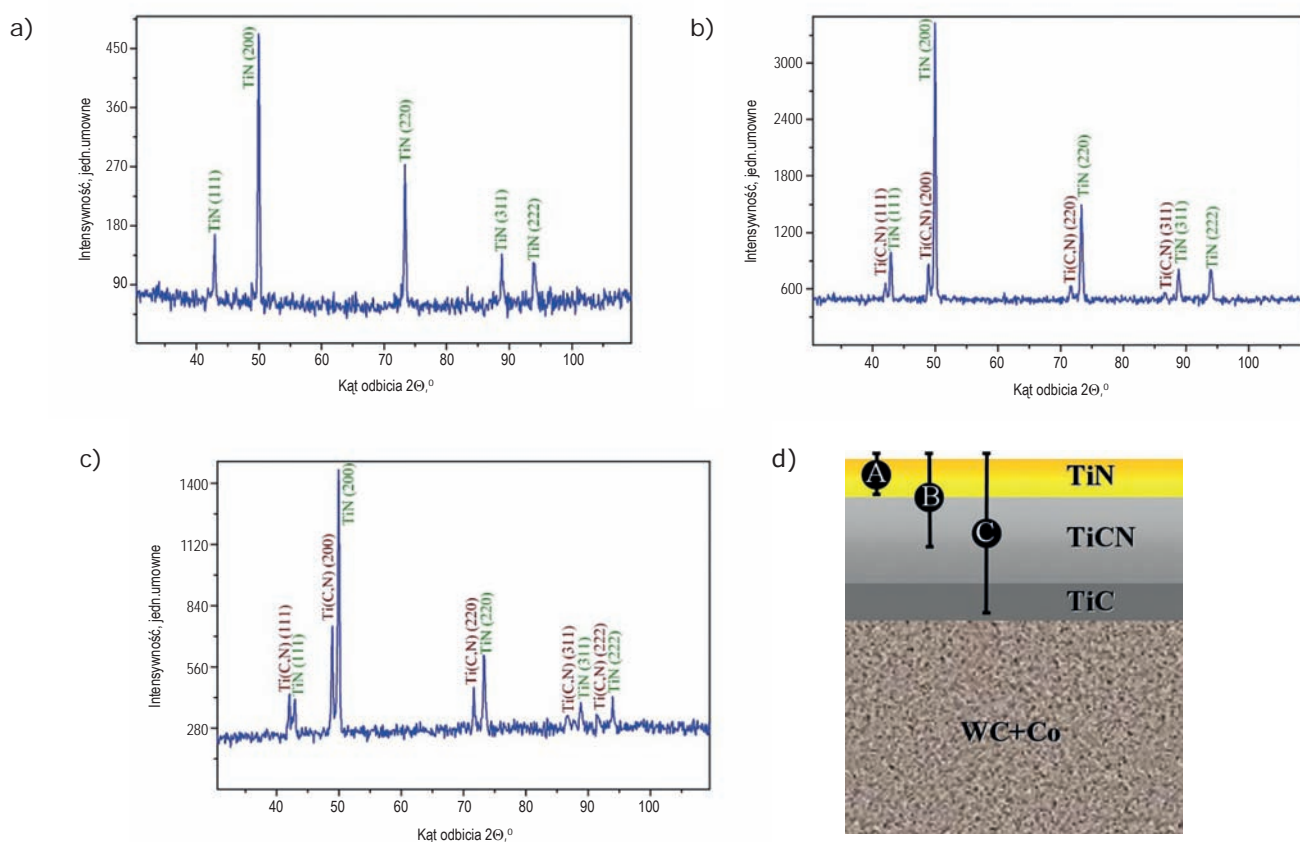 a)
450
360
270
180
90
Intensywność, jedn.umowne
TiN (111)
TiN (200)
TiN (220)
TiN (311)
TiN (222)
40 50 60 70 80 90 100
Kąt odbicia 2Θ,⁰
b)
3000
2400
1800
1200
600
Intensywność, jedn.umowne
Ti(C,N) (111)
TiN (111)
Ti(C,N) (200)
TiN (200)
Ti(C,N) (220)
TiN (220)
Ti(C,N) (311)
TiN (311)
TiN (222)
40 50 60 70 80 90 100
Kąt odbicia 2Θ,⁰
c)
1400
1120
840
560
280
Intensywność, jedn.umowne
Ti(C,N) (111)
TiN (111)
Ti(C,N) (200)
TiN (200)
Ti(C,N) (220)
TiN (220)
Ti(C,N) (311)
TiN (311)
Ti(C,N) (222)
TiN (222)
40 50 60 70 80 90 100
Kąt odbicia 2Θ,⁰
d)
A
B
C
TiN
TiCN
TiC
WC+Co